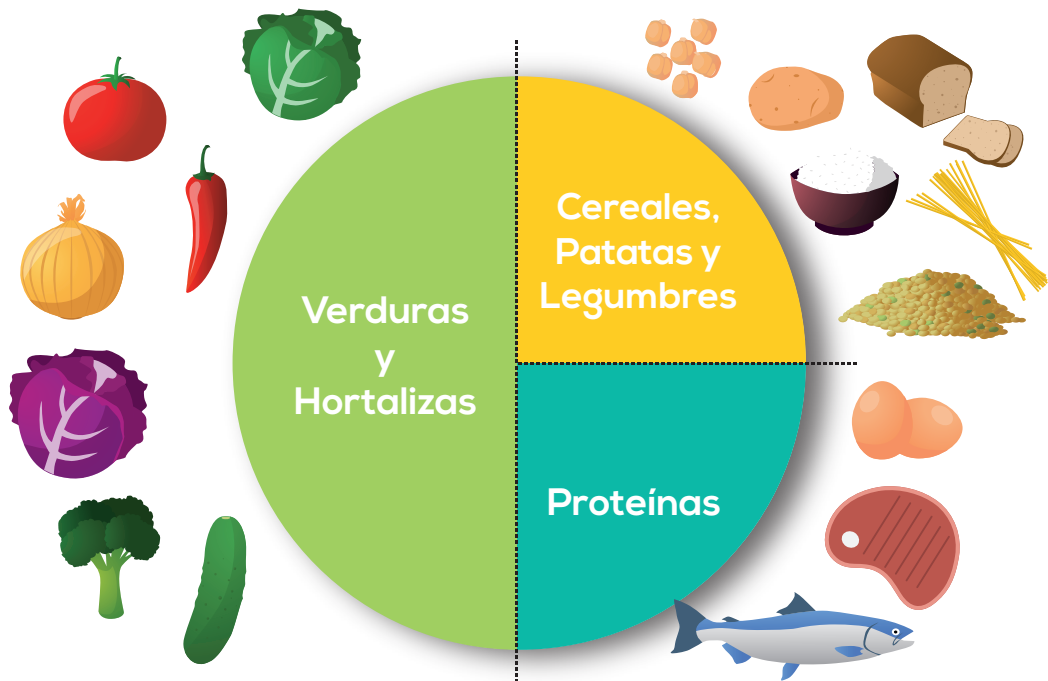 Verduras
y
Hortalizas
Cereales,
Patatas y
Legumbres
Proteínas